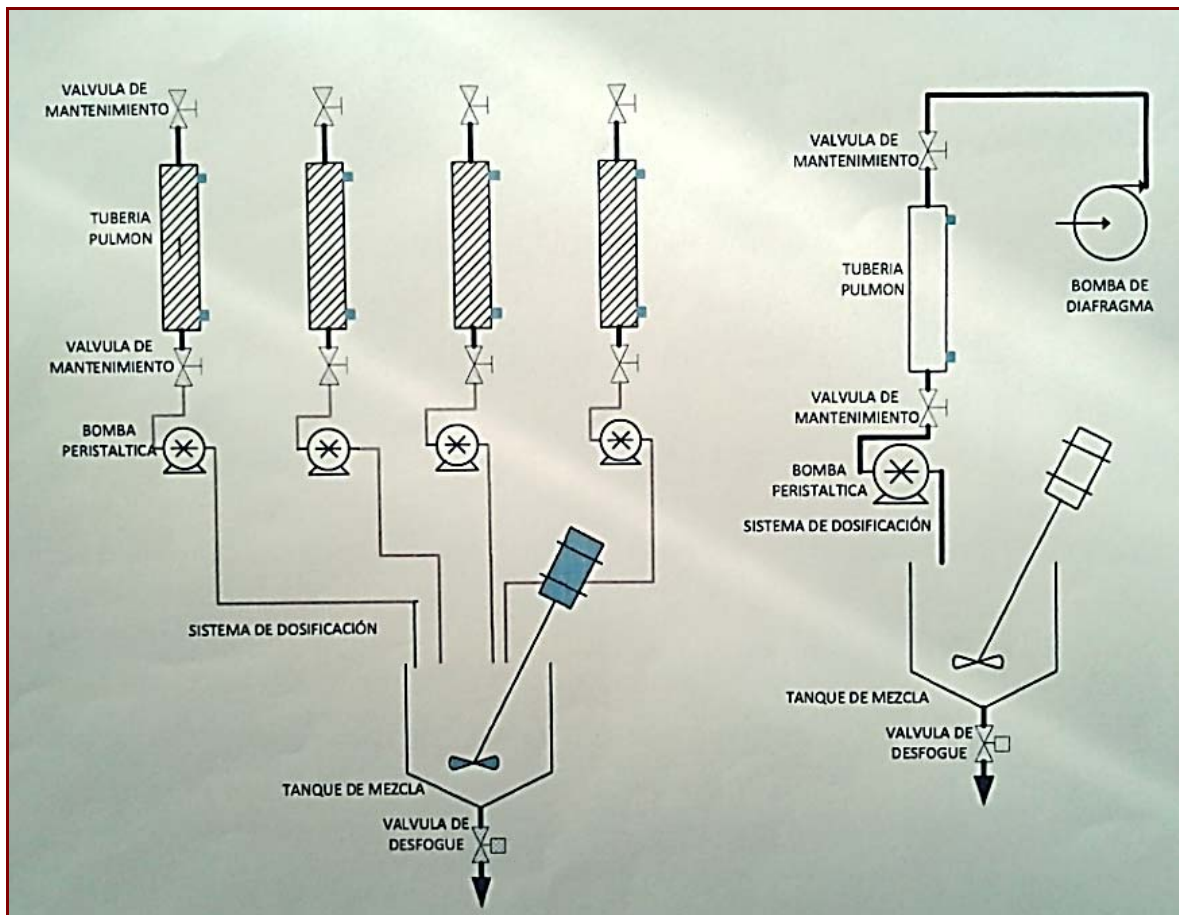 VALVULA DE
MANTENIMIENTO
TUBERIA
PULMON
VALVULA DE
MANTENIMIENTO
BOMBA
PERISTALTICA
SISTEMA DE DOSIFICACIÓN
TANQUE DE MEZCLA
VALVULA DE
DESFOGUE
VALVULA DE
MANTENIMIENTO
TUBERIA
PULMON
BOMBA DE
DIAFRAGMA
VALVULA DE
MANTENIMIENTO
BOMBA
PERISTALTICA
SISTEMA DE DOSIFICACIÓN
TANQUE DE MEZCLA
VALVULA DE
DESFOGUE